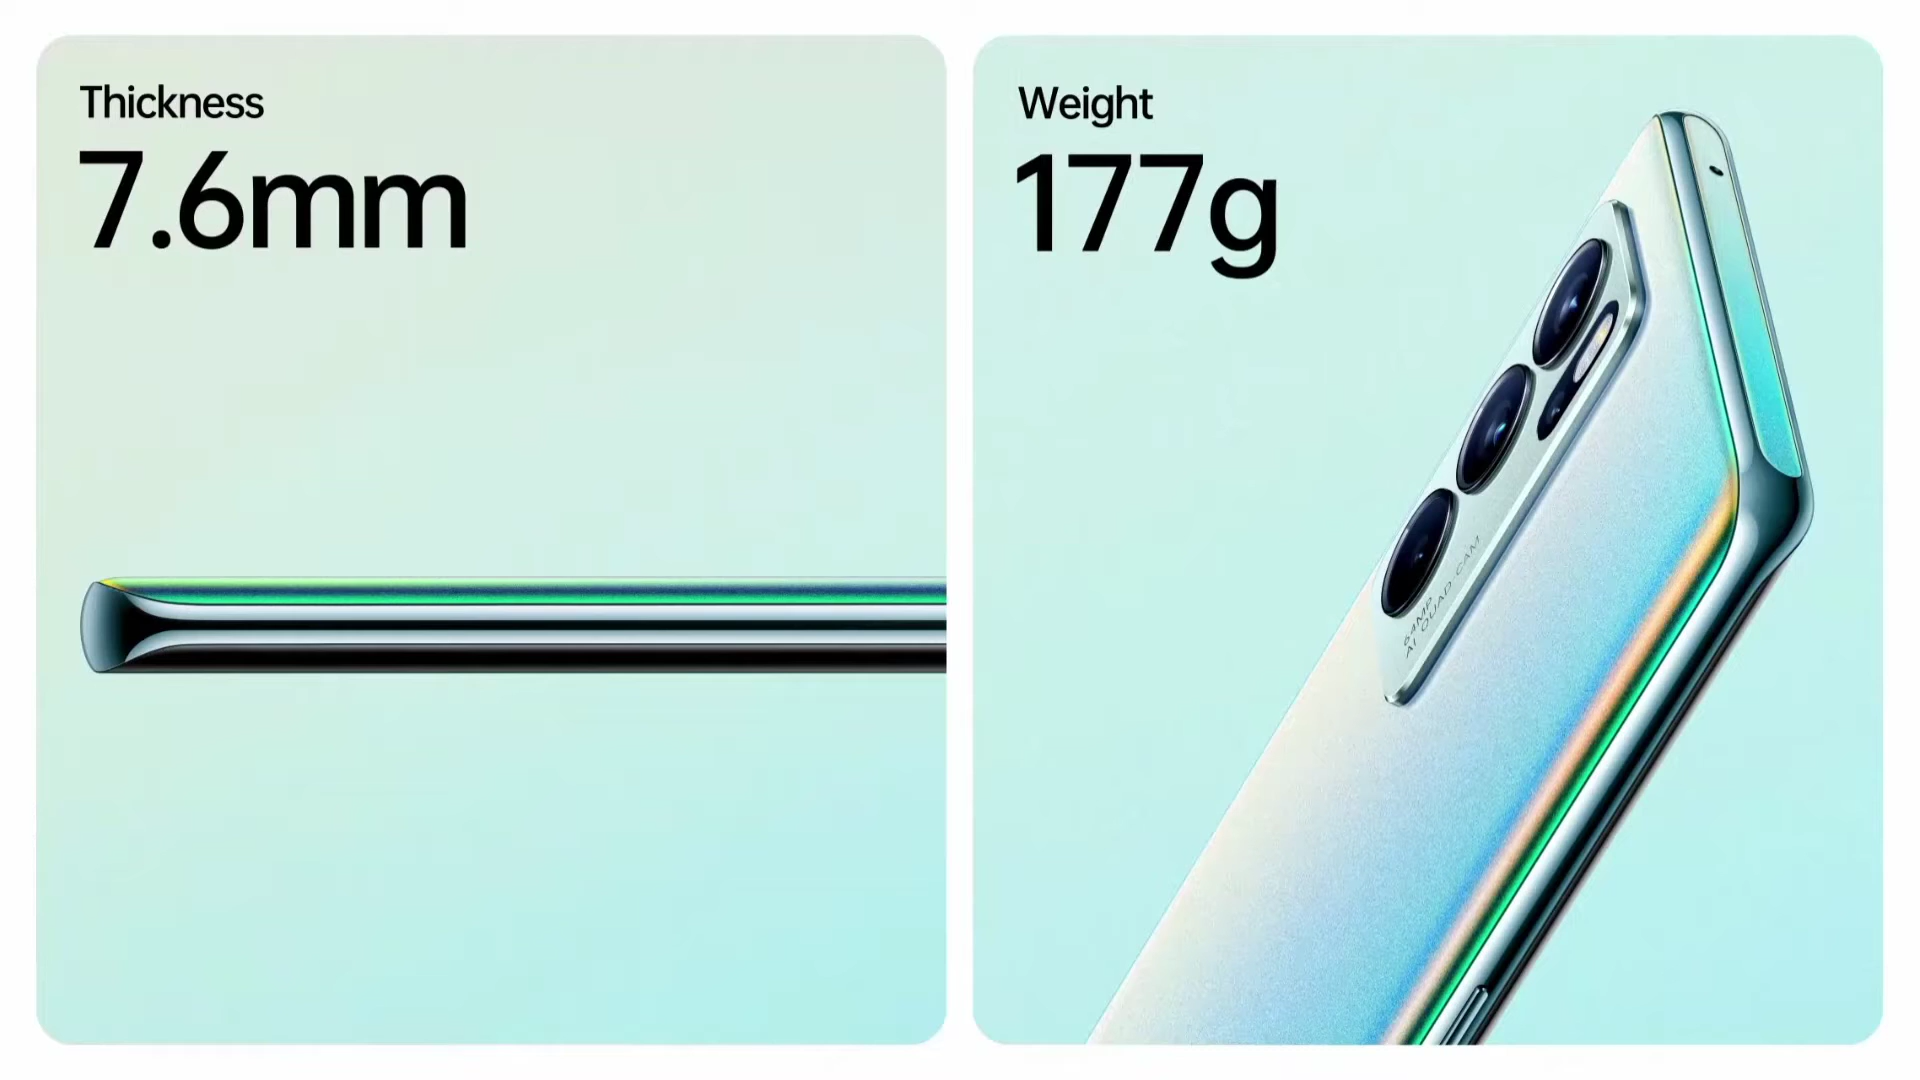 Thickness
7.6mm
Weight
177g
64MP
AI QUAD-CAM